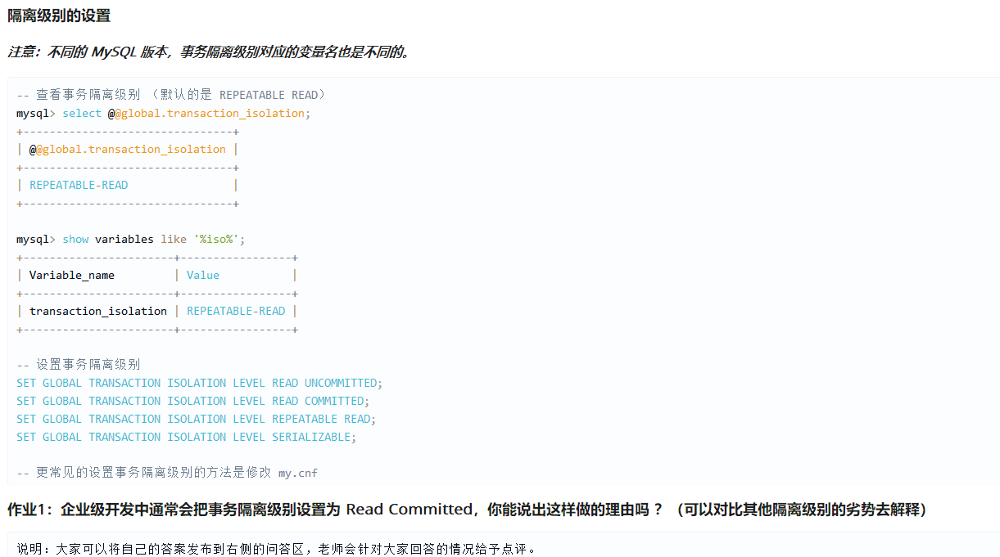 隔离级别的设置
注意：不同的 MySQL 版本，事务隔离级别对应的变量名也是不同的。
-- 查看事务隔离级别 （默认的是 REPEATABLE READ）
mysql> select @@global.transaction_isolation;
+--------------------------------+
| @@global.transaction_isolation |
+--------------------------------+
| REPEATABLE-READ                |
+--------------------------------+
mysql> show variables like '%iso%';
+-----------------------+-----------------+
| Variable_name         | Value           |
+-----------------------+-----------------+
| transaction_isolation | REPEATABLE-READ |
+-----------------------+-----------------+
-- 设置事务隔离级别
SET GLOBAL TRANSACTION ISOLATION LEVEL READ UNCOMMITTED;
SET GLOBAL TRANSACTION ISOLATION LEVEL READ COMMITTED;
SET GLOBAL TRANSACTION ISOLATION LEVEL REPEATABLE READ;
SET GLOBAL TRANSACTION ISOLATION LEVEL SERIALIZABLE;
-- 更常见的设置事务隔离级别的方法是修改 my.cnf
作业1：企业级开发中通常会把事务隔离级别设置为 Read Committed，你能说出这样做的理由吗？（可以对比其他隔离级别的劣势去解释）
说明：大家可以将自己的答案发布到右侧的问答区，老师会针对大家回答的情况给予点评。